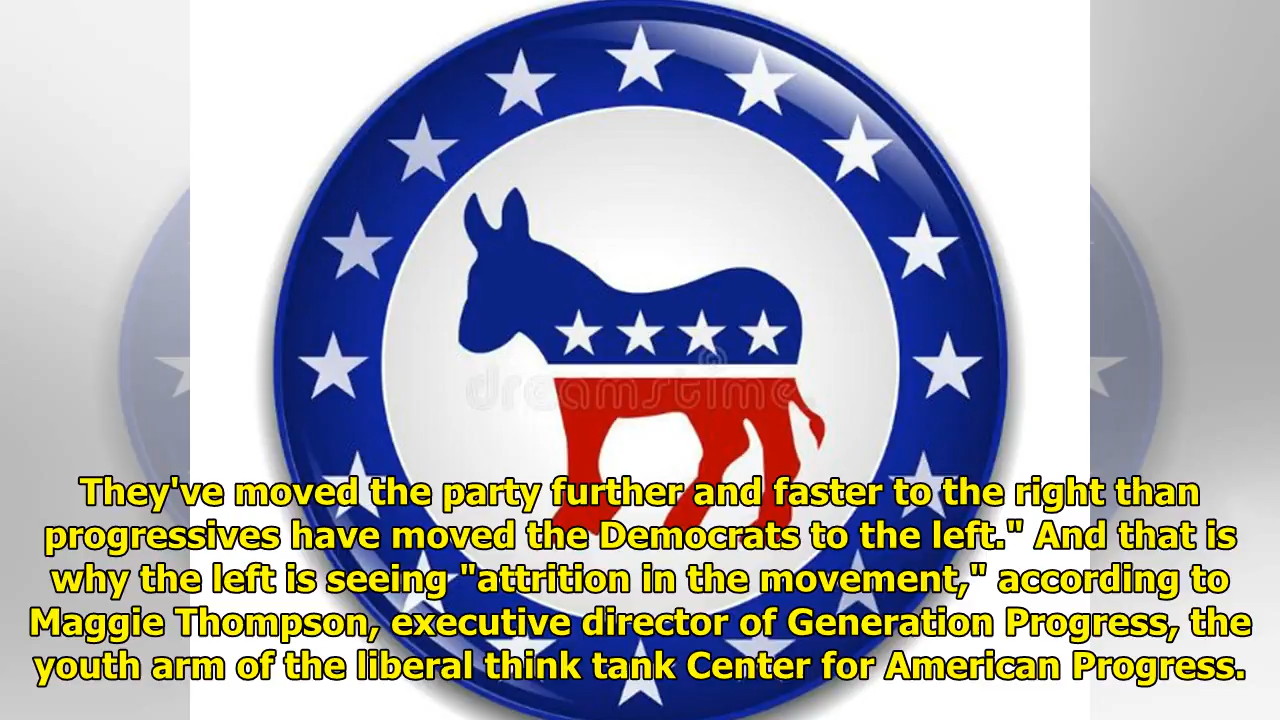 dreamstime
They've moved the party further and faster to the right than
progressives have moved the Democrats to the left." And that is
why the left is seeing "attrition in the movement," according to
Maggie Thompson, executive director of Generation Progress, the
youth arm of the liberal think tank Center for American Progress.